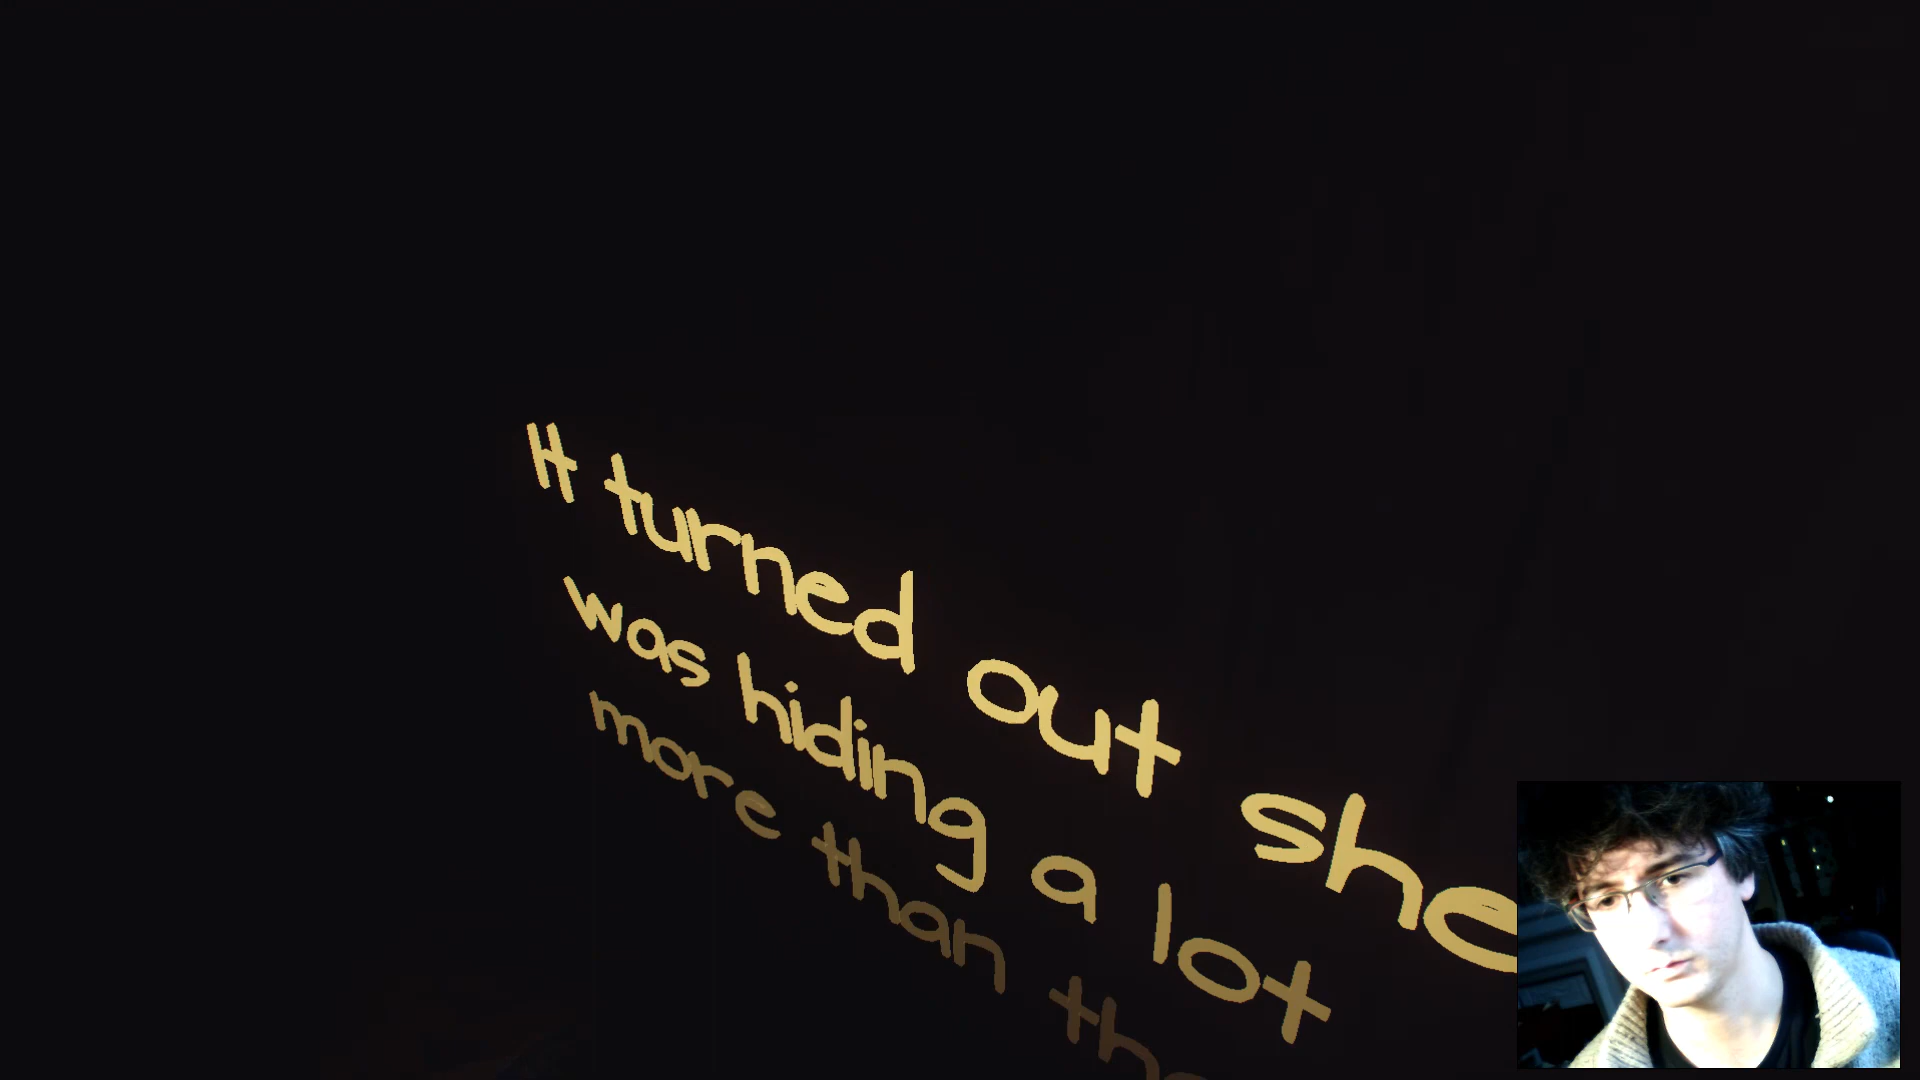 It turned out she
was hiding a lot
more than